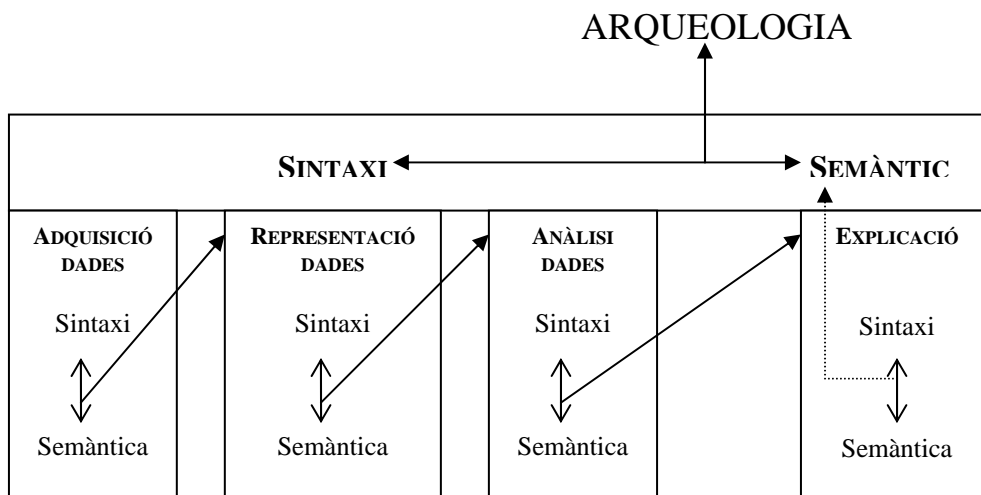 ARQUEOLOGIA
SINTAXI
SEMÀNTIC
ADQUISICIÓ
DADES
REPRESENTACIÓ
DADES
ANÀLISI
DADES
EXPLICACIÓ
Sintaxi
Sintaxi
Sintaxi
Sintaxi
Semàntica
Semàntica
Semàntica
Semàntica